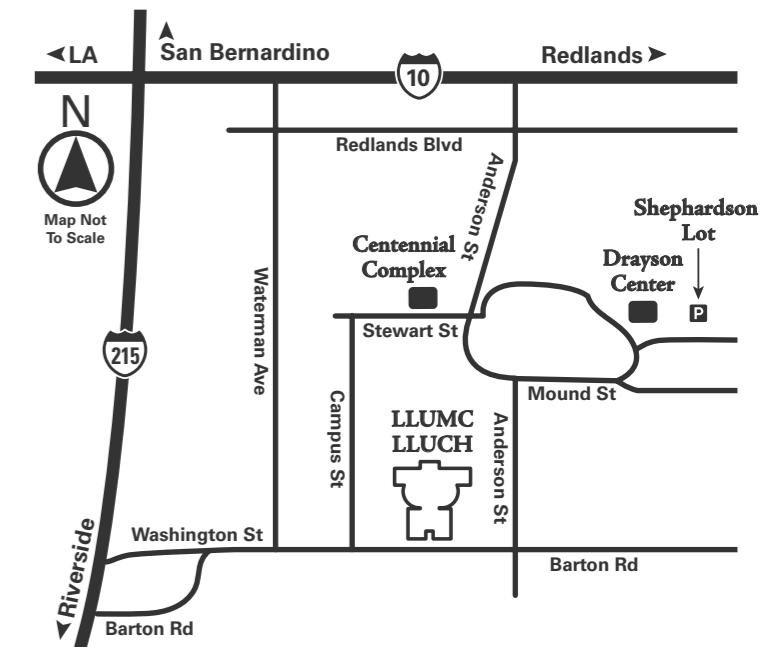 LA
San Bernardino
Redlands
10
N
Map Not
To Scale
Redlands Blvd
Anderson St
Shephardson
Lot
Centennial
Complex
Drayson
Center
P
Waterman Ave
Stewart St
215
Campus St
Mound St
LLUMC
LLUCH
Anderson St
Washington St
Barton Rd
Riverside
Barton Rd